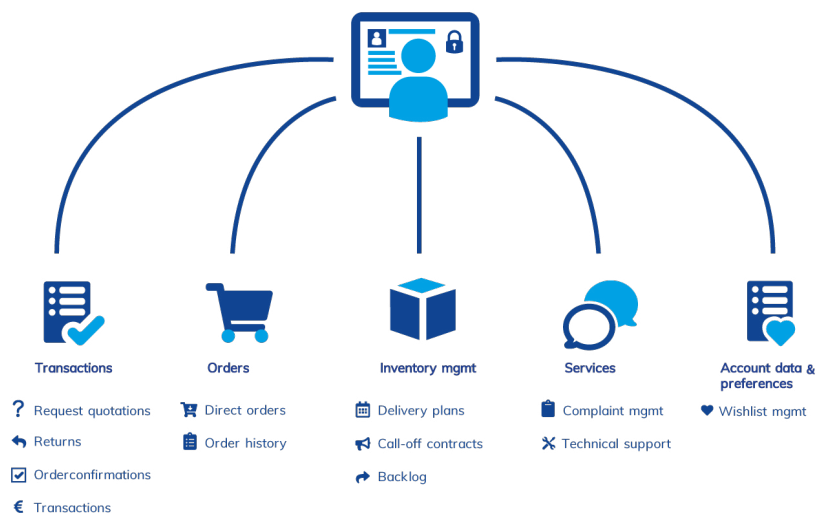 Transactions
Request quotations
Returns
Orderconfirmations
Transactions
Orders
Direct orders
Order history
Inventory mgmt
Delivery plans
Call-off contracts
Backlog
Services
Complaint mgmt
Technical support
Account data &
preferences
Wishlist mgmt